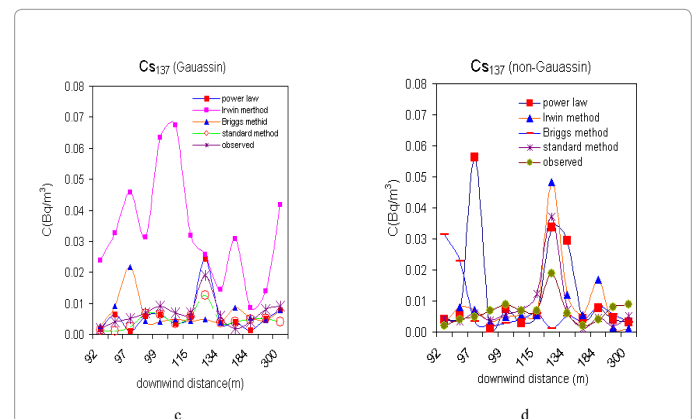 Cs137 (Gauassin)
0.08
0.07
0.06
0.05
0.04
0.03
0.02
0.01
0.00
C(Bq/m3)
power law
Irwin merthod
Briggs methid
standard metnod
observed
92
97
99
115
134
184
300
downwind distance(m)
c
Cs137 (non-Gauassin)
0.08
0.07
0.06
0.05
0.04
0.03
0.02
0.01
0.00
C(Bq/m3)
power law
Irwin method
Briggs method
standard method
observed
92
97
99
115
134
184
300
downwind distance (m)
d